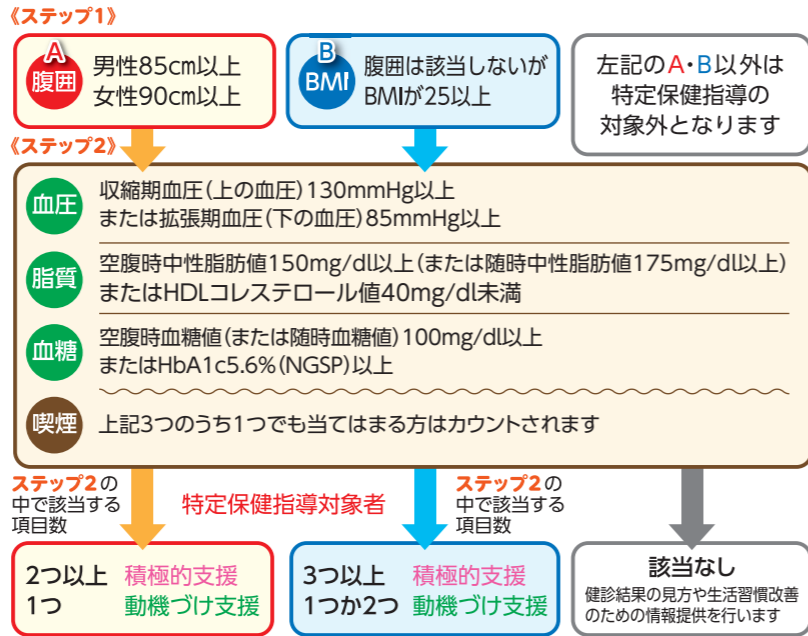 《ステップ1》
A
腹囲
男性85cm以上
女性90cm以上
B
BMI
腹囲は該当しないが
BMIが25以上
左記のA・B以外は
特定保健指導の
対象外となります
《ステップ2》
血圧
収縮期血圧(上の血圧)130mmHg以上
または拡張期血圧(下の血圧)85mmHg以上
脂質
空腹時中性脂肪値150mg/dl以上(または随時中性脂肪値175mg/dl以上)
またはHDLコレステロール値40mg/dl未満
血糖
空腹時血糖値(または随時血糖値)100mg/dl以上
またはHbA1c5.6%(NGSP)以上
喫煙
上記3つのうち1つでも当てはまる方はカウントされます
ステップ2の
中で該当する
項目数
特定保健指導対象者
ステップ2の
中で該当する
項目数
2つ以上 積極的支援
1つ 動機づけ支援
3つ以上 積極的支援
1つか2つ 動機づけ支援
該当なし
健診結果の見方や生活習慣改善
のための情報提供を行います